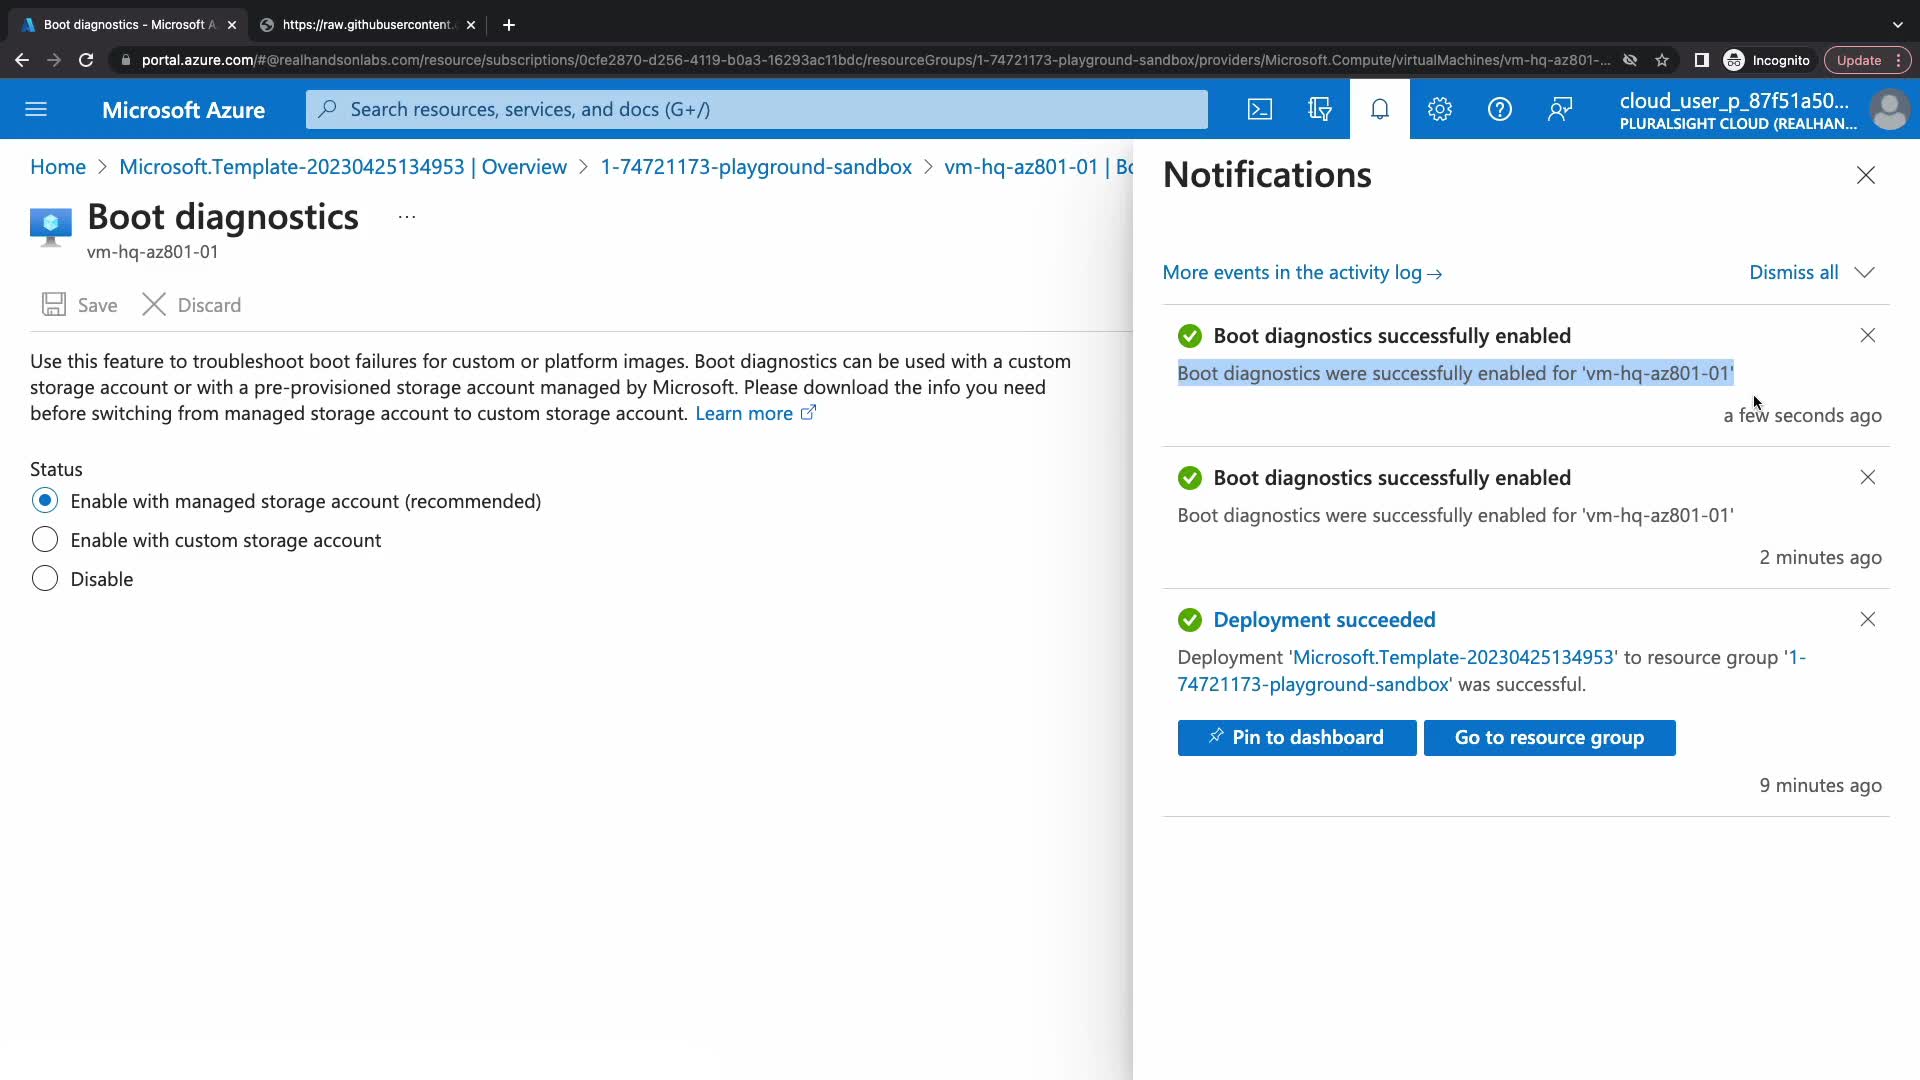 Boot diagnostics - Microsoft A
https://raw.githubusercontent.
portal.azure.com/#@realhandsonlabs.com/resource/subscriptions/0cfe2870-d256-4119-b0a3-16293ac11bdc/resourceGroups/1-74721173-playground-sandbox/providers/Microsoft.Compute/virtualMachines/vm-hq-az801-...
Incognito
Update
Microsoft Azure
Search resources, services, and docs (G+/)
cloud_user_p_87f51a50...
PLURALSIGHT CLOUD (REALHAN...
Home > Microsoft.Template-20230425134953 | Overview > 1-74721173-playground-sandbox > vm-hq-az801-01 | Bo
Boot diagnostics ...
vm-hq-az801-01
Save
Discard
Use this feature to troubleshoot boot failures for custom or platform images. Boot diagnostics can be used with a custom
storage account or with a pre-provisioned storage account managed by Microsoft. Please download the info you need
before switching from managed storage account to custom storage account. Learn more
Status
Enable with managed storage account (recommended)
Enable with custom storage account
Disable
Notifications
More events in the activity log →
Dismiss all
Boot diagnostics successfully enabled
Boot diagnostics were successfully enabled for 'vm-hq-az801-01'
a few seconds ago
Boot diagnostics successfully enabled
Boot diagnostics were successfully enabled for 'vm-hq-az801-01'
2 minutes ago
Deployment succeeded
Deployment 'Microsoft.Template-20230425134953' to resource group '1-
74721173-playground-sandbox' was successful.
Pin to dashboard
Go to resource group
9 minutes ago